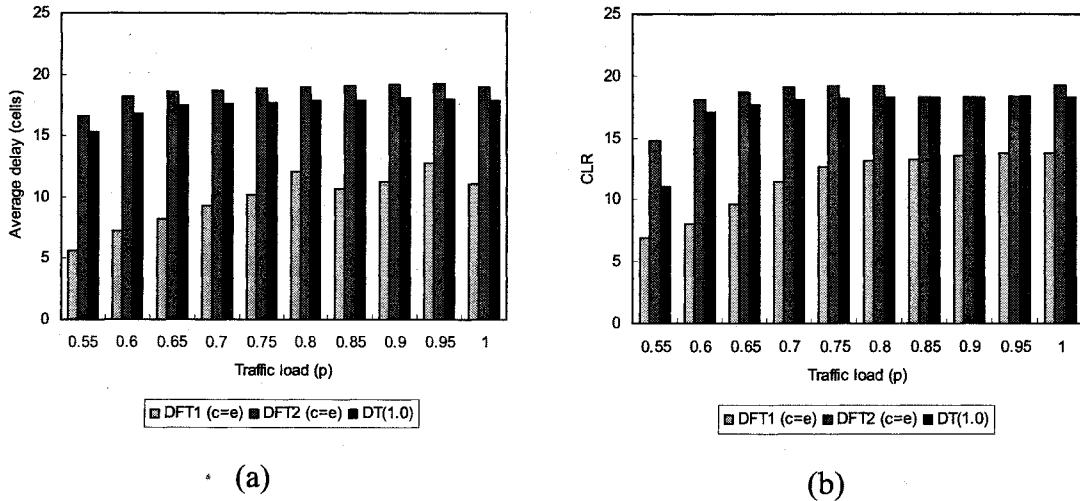 25
20
15
10
5
0
Average delay (cells)
0.55 0.6 0.65 0.7 0.75 0.8 0.85 0.9 0.95 1
Traffic load (p)
DFT1 (c=e) DFT2 (c=e) DT(1.0)
(a)
25
20
15
10
5
0
CLR
0.55 0.6 0.65 0.7 0.75 0.8 0.85 0.9 0.95 1
Traffic load (p)
DFT1 (c=e) DFT2 (c=e) DT(1.0)
(b)